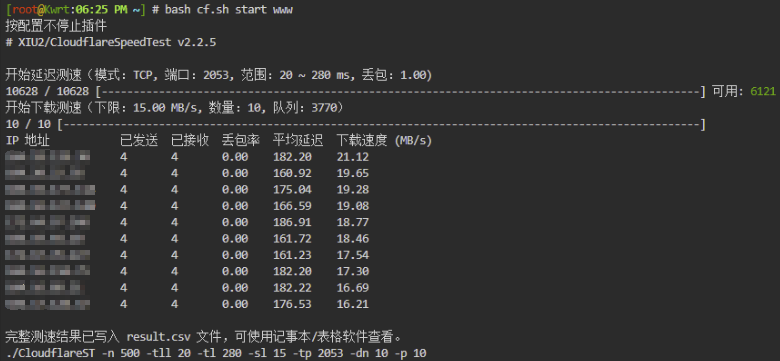 [root@Kwrt:06:25 PM ~] # bash cf.sh start www
按配置不停止插件
# XIU2/CloudflareSpeedTest v2.2.5
开始延迟测速（模式: TCP, 端口: 2053, 范围: 20 ~ 280 ms, 丢包: 1.00)
10628 / 10628 [-----------------------------------------------------------------------------------------------] 可用: 6121
开始下载测速（下限: 15.00 MB/s, 数量: 10, 队列: 3770）
10 / 10 [-----------------------------------------------------------------------------------------------------]
IP 地址 已发送 已接收 丢包率 平均延迟 下载速度 (MB/s)
4 4 0.00 182.20 21.12
4 4 0.00 160.92 19.65
4 4 0.00 175.04 19.28
4 4 0.00 166.59 19.08
4 4 0.00 186.91 18.77
4 4 0.00 161.72 18.46
4 4 0.00 161.23 17.54
4 4 0.00 182.20 17.30
4 4 0.00 182.22 16.69
4 4 0.00 176.53 16.21
完整测速结果已写入 result.csv 文件，可使用记事本/表格软件查看。
./CloudflareST -n 500 -tll 20 -tl 280 -sl 15 -tp 2053 -dn 10 -p 10